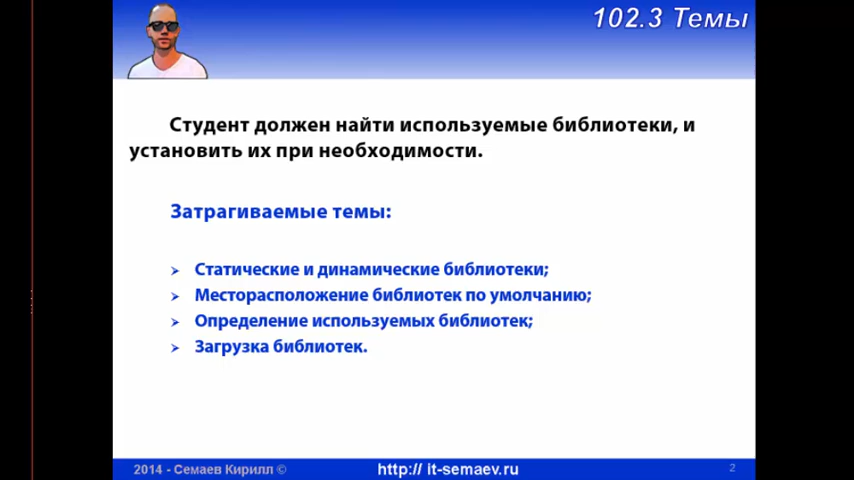 102.3 Темы
Студент должен найти используемые библиотеки, и
установить их при необходимости.
Затрагиваемые темы:
Статические и динамические библиотеки;
Месторасположение библиотек по умолчанию;
Определение используемых библиотек;
Загрузка библиотек.
2014 - Семаев Кирилл © http:// it-semaev.ru 2